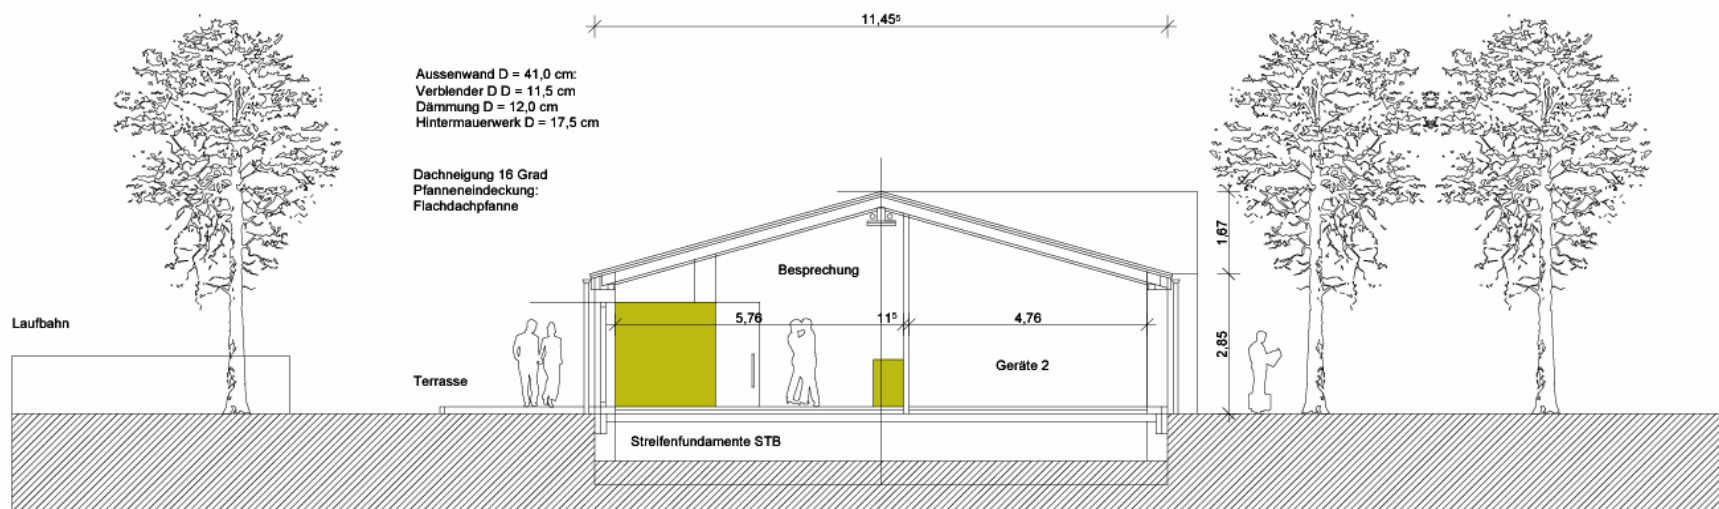 11,45⁵
Aussenwand D = 41,0 cm:
Verblender D D = 11,5 cm
Dämmung D = 12,0 cm
Hintermauerwerk D = 17,5 cm
Dachneigung 16 Grad
Pfanneneindeckung:
Flachdachpfanne
1,67
Besprechung
Laufbahn
5,76
11⁵
4,76
2,85
Geräte 2
Terrasse
Streifenfundamente STB